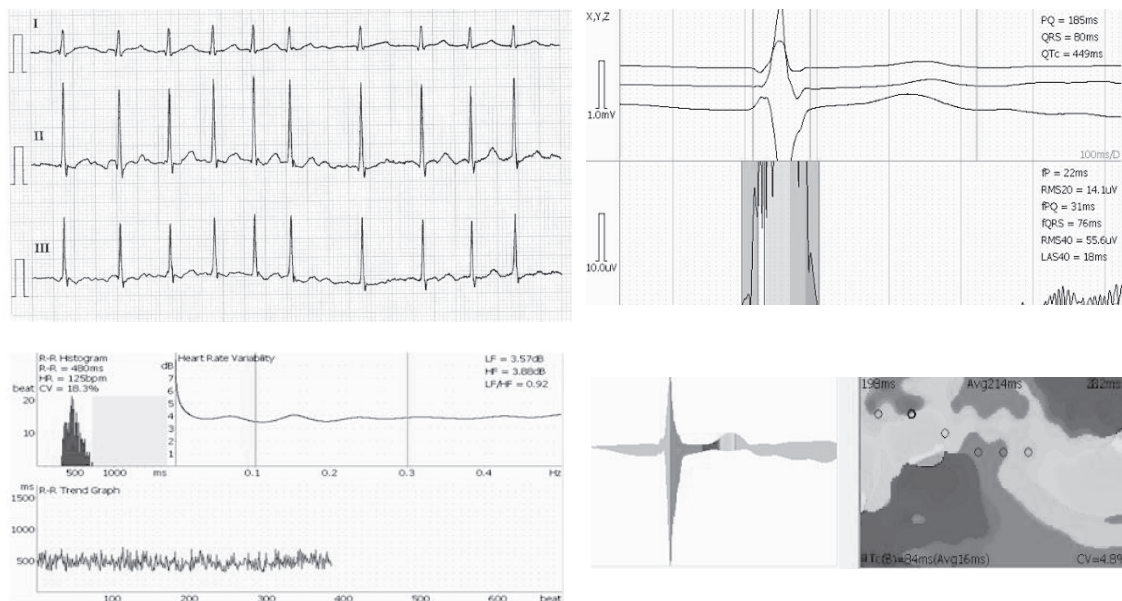 I
II
III
X,Y,Z
1.0mV
PQ = 185ms
QRS = 80ms
QTc = 449ms
100ms/D
10.0uV
fP = 22ms
RMS20 = 14.1uV
fPQ = 31ms
fQRS = 76ms
RMS40 = 55.6uV
LAS40 = 18ms
R-R Histogram
R-R = 480ms
HR = 125bpm
CV = 18.3%
beat
20
10
500 1000 ms
dB
Heart Rate Variability
7
6
5
4
3
2
1
LF = 3.57dB
HF = 3.88dB
LF/HF = 0.92
0.1 0.2 0.3 0.4 Hz
ms
R-R Trend Graph
1500
1000
500
100 200 300 400 500 600 beat
198ms Avg214ms
=84ms(Avg16ms) CV=4.8%